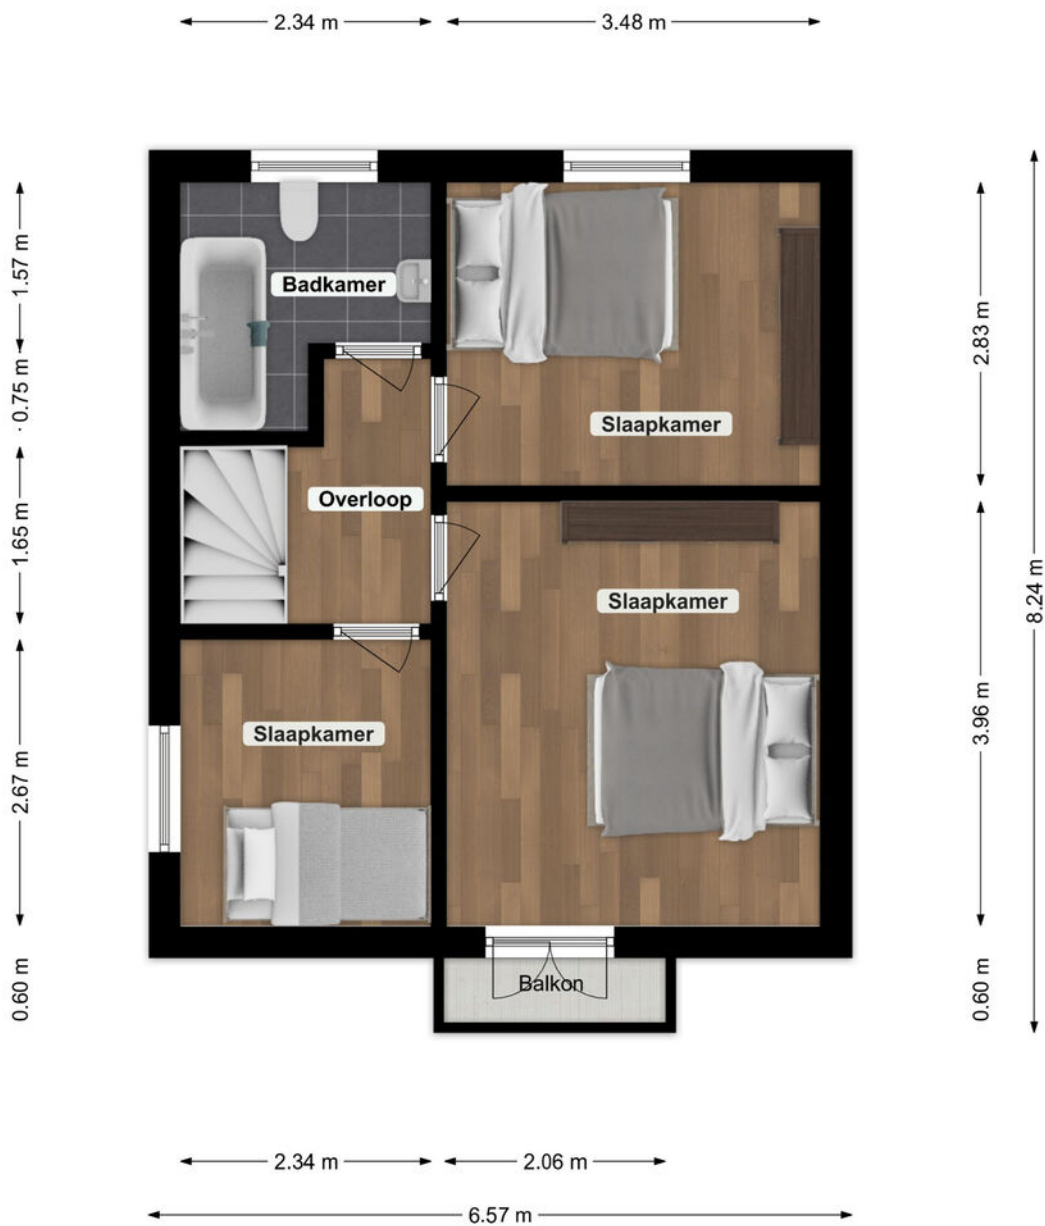 2.34 m
3.48 m
1.57 m
0.75 m
1.65 m
2.67 m
0.60 m
Badkamer
Slaapkamer
Overloop
Slaapkamer
Slaapkamer
Balkon
2.83 m
3.96 m
0.60 m
8.24 m
2.34 m
2.06 m
6.57 m